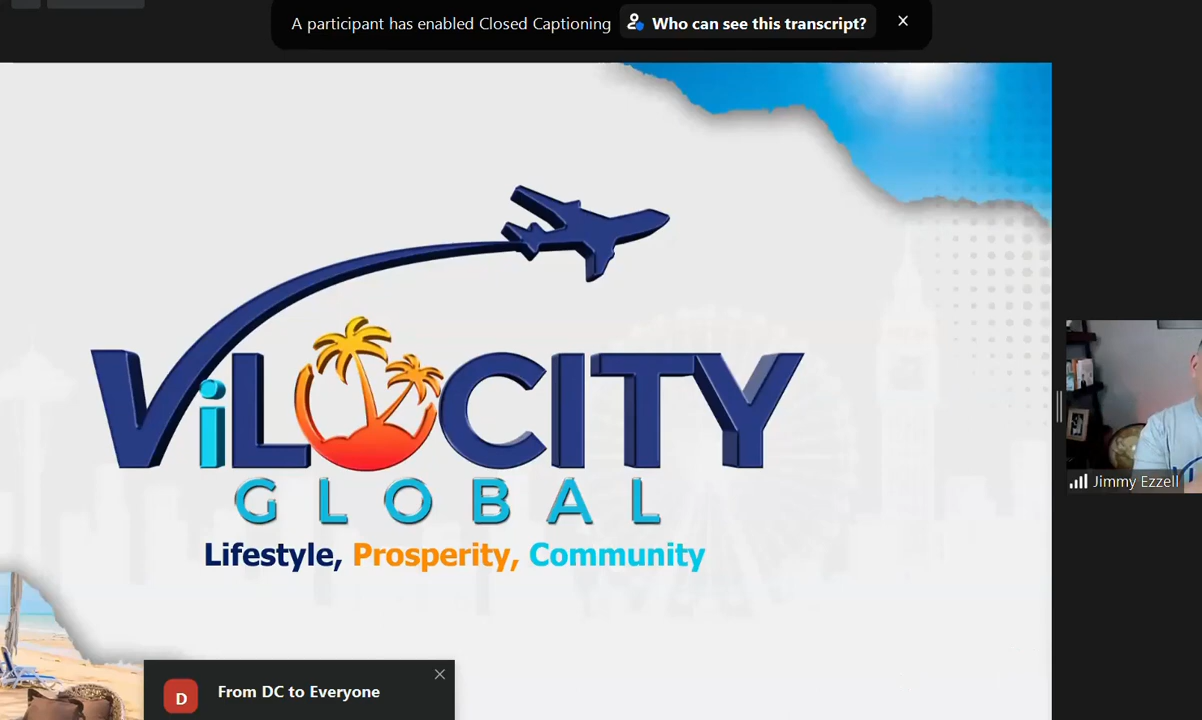 A participant has enabled Closed Captioning
Who can see this transcript?
ViLOCITY
GLOBAL
Lifestyle, Prosperity, Community
Jimmy Ezzell
D
From DC to Everyone